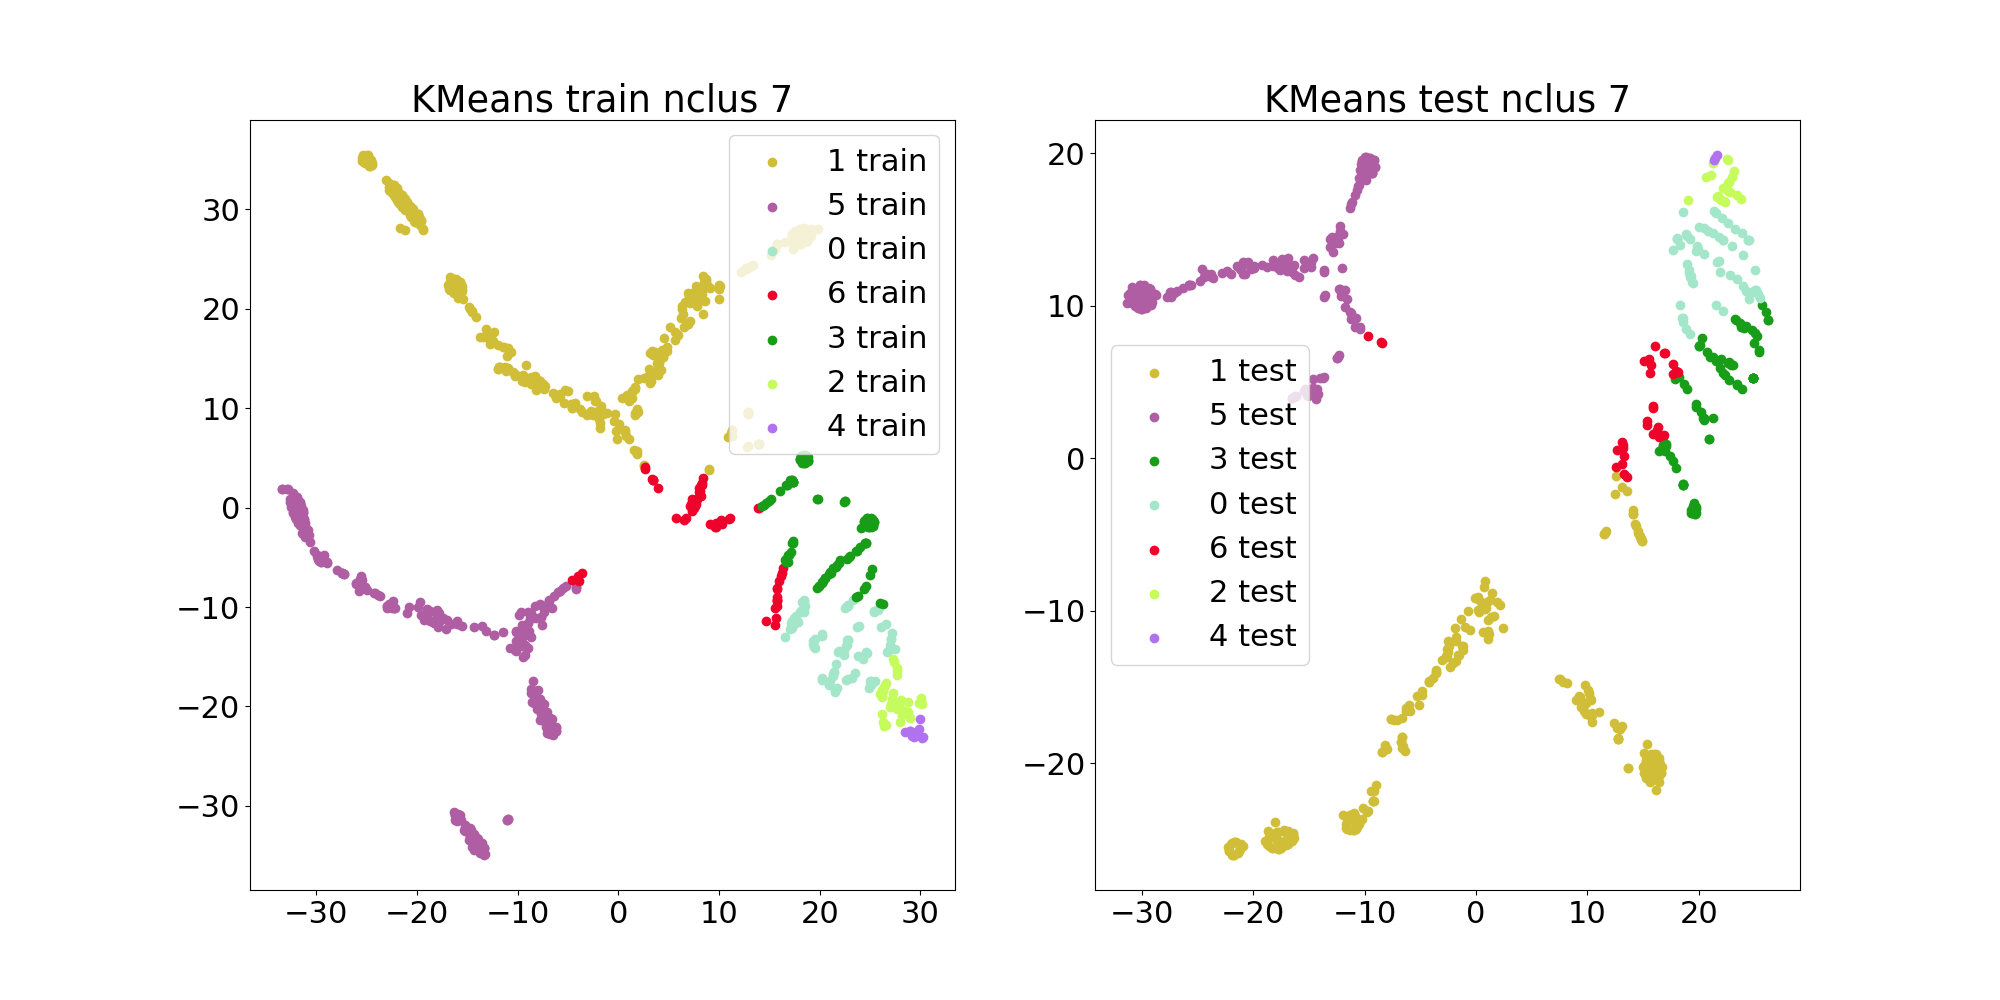 KMeans train nclus 7
30
20
10
0
−10
−20
−30
−30 −20 −10 0 10 20 30
1 train
5 train
0 train
6 train
3 train
2 train
4 train
KMeans test nclus 7
20
10
0
−10
−20
−30 −20 −10 0 10 20
1 test
5 test
3 test
0 test
6 test
2 test
4 test